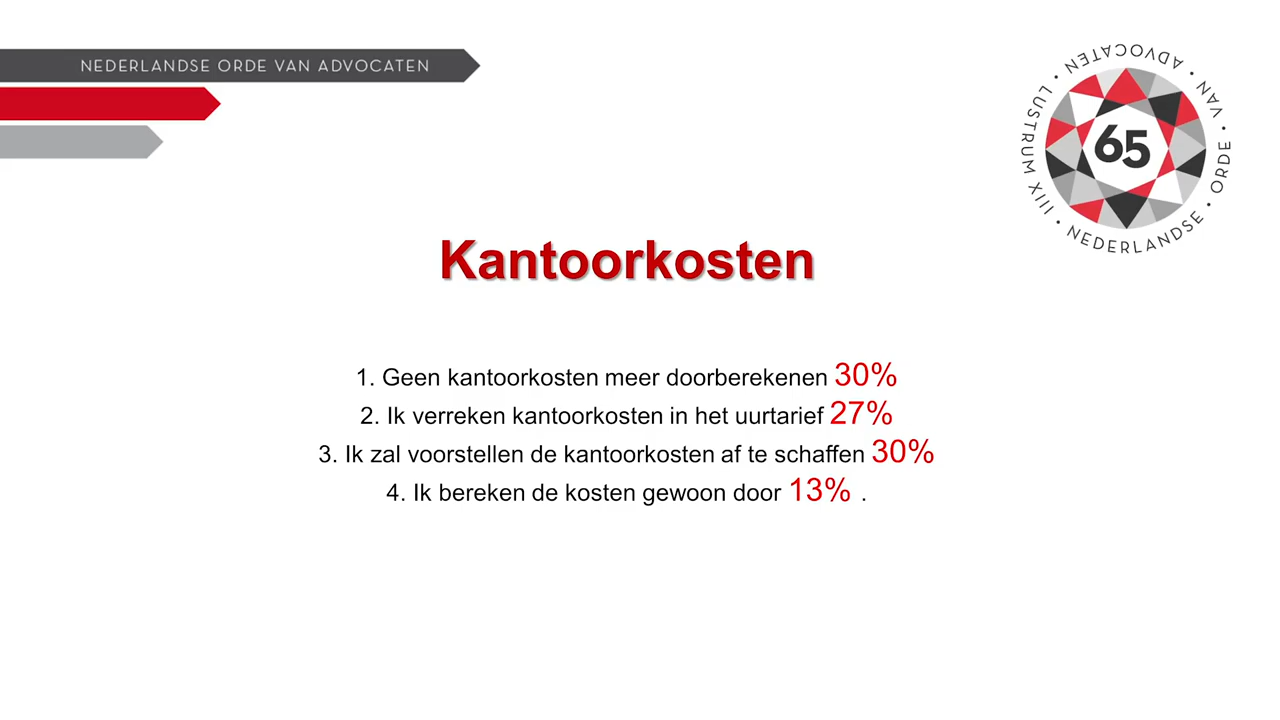 NEDERLANDSE ORDE VAN ADVOCATEN
LUSTRUM XIII • NEDERLANDSE • ORDE • VAN • ADVOCATEN •
65
Kantoorkosten
1. Geen kantoorkosten meer doorberekenen 30%
2. Ik verreken kantoorkosten in het uurtarief 27%
3. Ik zal voorstellen de kantoorkosten af te schaffen 30%
4. Ik bereken de kosten gewoon door 13% .